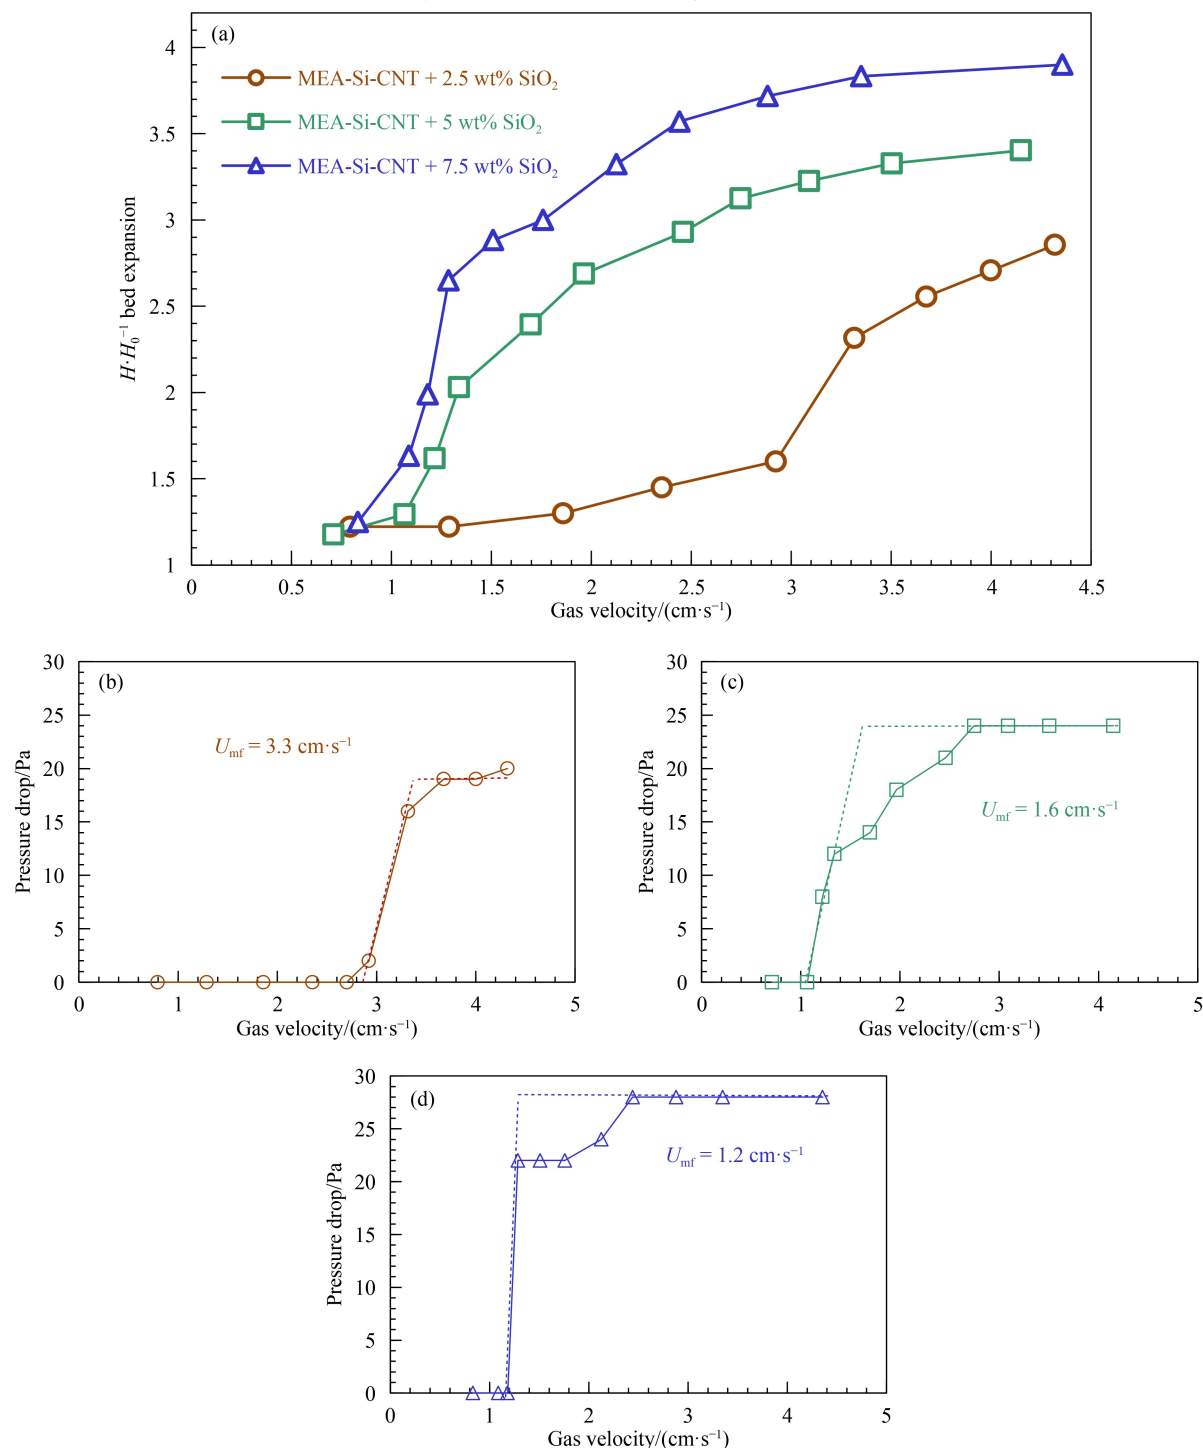 (a)
MEA-Si-CNT + 2.5 wt% SiO₂
MEA-Si-CNT + 5 wt% SiO₂
MEA-Si-CNT + 7.5 wt% SiO₂
H·H₀⁻¹ bed expansion
4
3.5
3
2.5
2
1.5
1
0 0.5 1 1.5 2 2.5 3 3.5 4 4.5
Gas velocity/(cm·s⁻¹)
(b)
Umf = 3.3 cm·s⁻¹
Pressure drop/Pa
30
25
20
15
10
5
0
0 1 2 3 4 5
Gas velocity/(cm·s⁻¹)
(c)
Umf = 1.6 cm·s⁻¹
Pressure drop/Pa
30
25
20
15
10
5
0
0 1 2 3 4 5
Gas velocity/(cm·s⁻¹)
(d)
Umf = 1.2 cm·s⁻¹
Pressure drop/Pa
30
25
20
15
10
5
0
0 1 2 3 4 5
Gas velocity/(cm·s⁻¹)